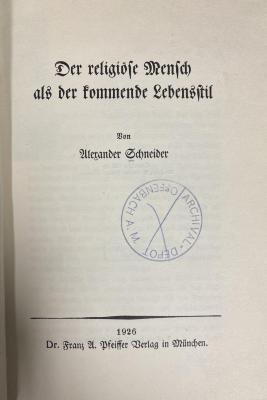 Der religiöse Mensch
als der kommende Lebensstil
Von
Alexander Schneider
ARCHIVAL-DEPOT
OFFENBACH A. M.
1926
Dr. Franz A. Pfeiffer Verlag in München.